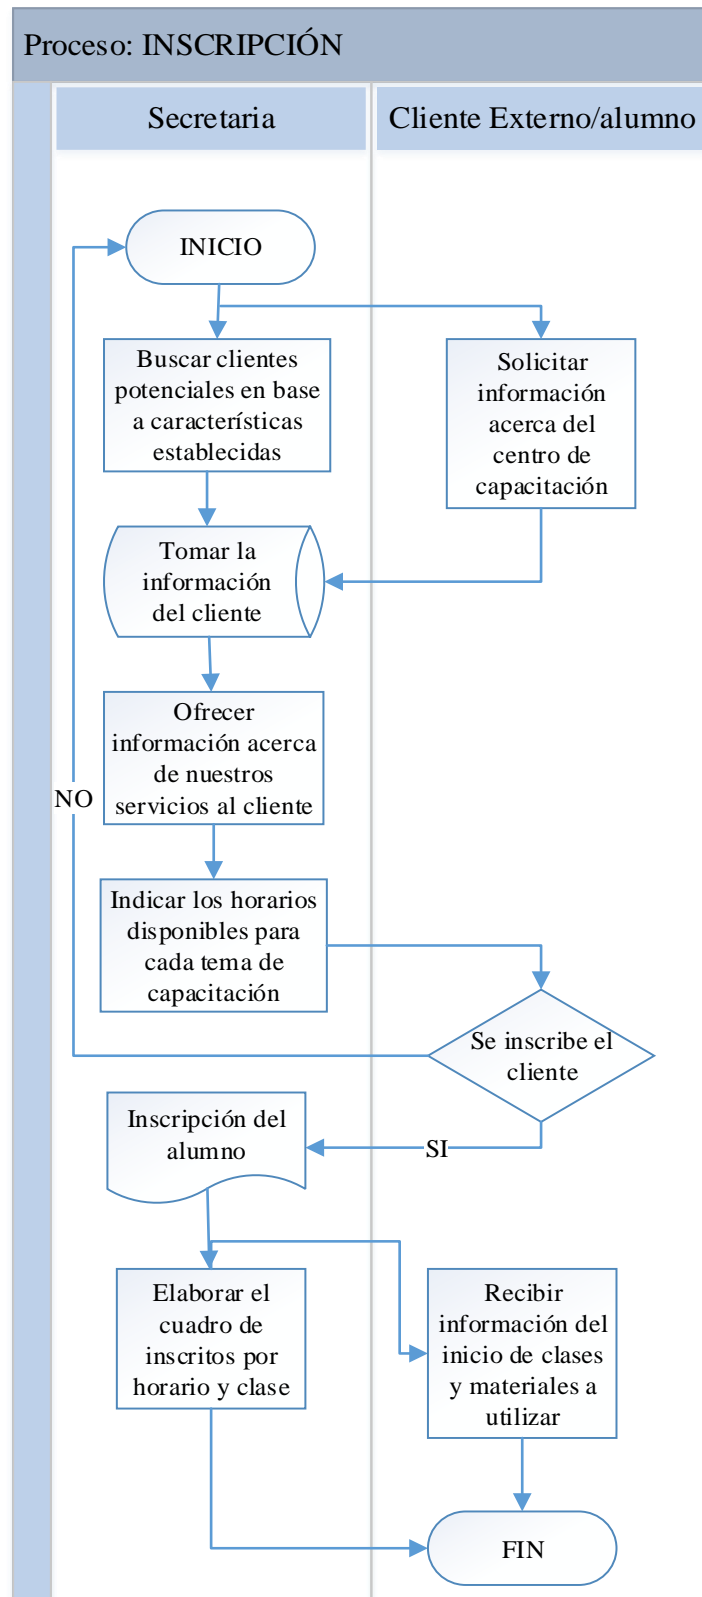 Proceso: INSCRIPCIÓN
Secretaria
Cliente Externo/alumno
INICIO
Buscar clientes
potenciales en base
a características
establecidas
Solicitar
información
acerca del
centro de
capacitación
Tomar la
información
del cliente
Ofrecer
información acerca
de nuestros
servicios al cliente
NO
Indicar los horarios
disponibles para
cada tema de
capacitación
Se inscribe el
cliente
Inscripción del
alumno
SI
Elaborar el
cuadro de
inscritos por
horario y clase
Recibir
información del
inicio de clases
y materiales a
utilizar
FIN